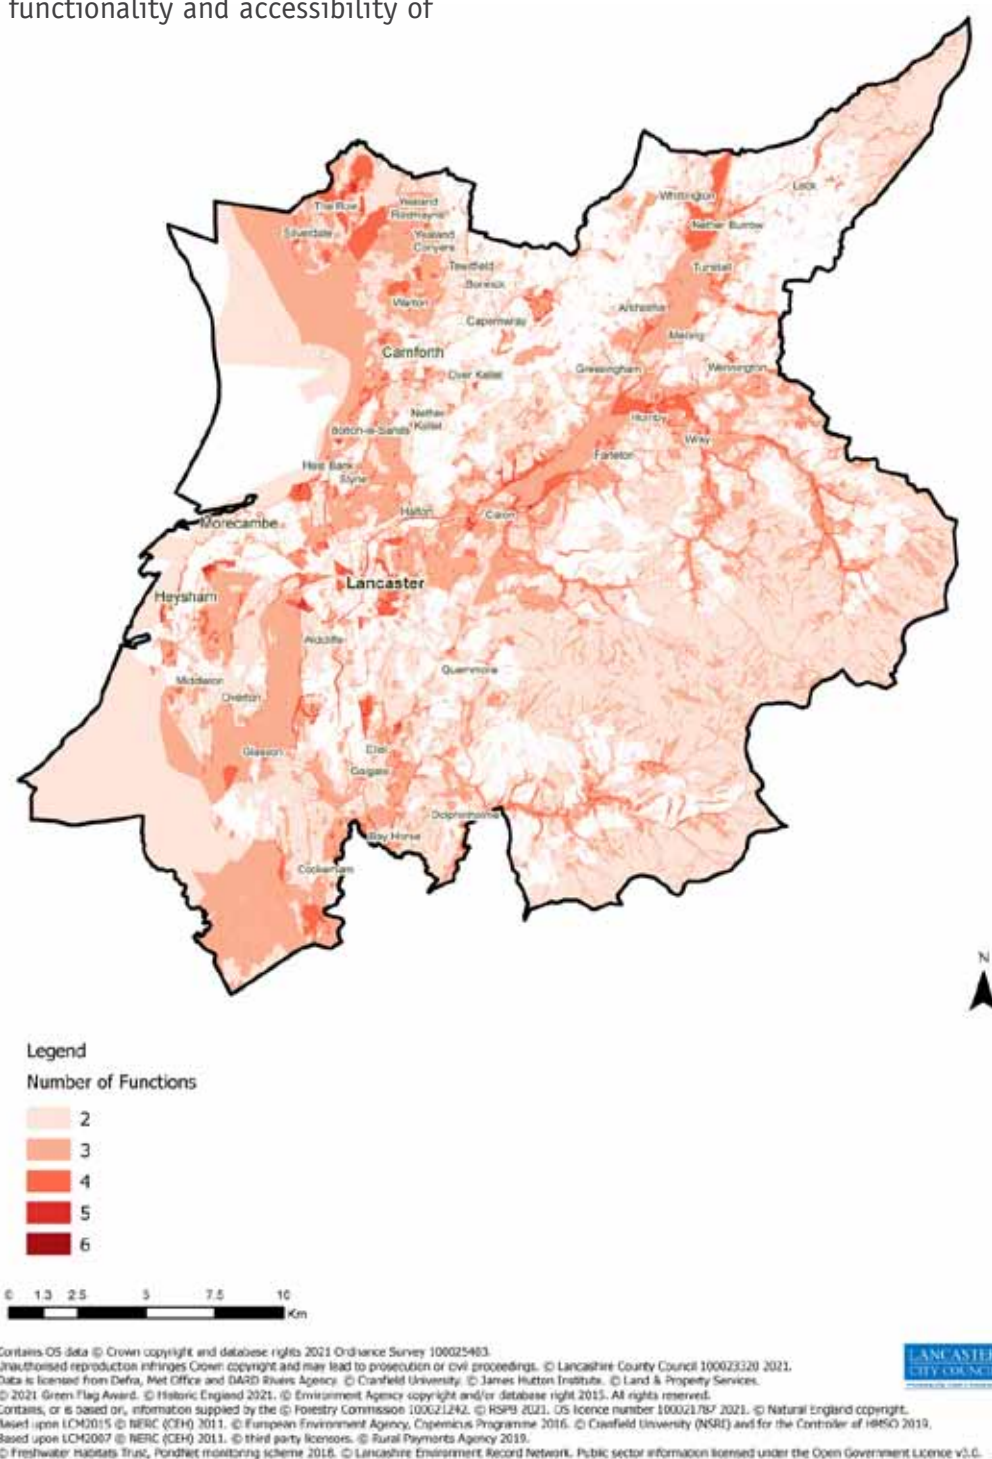 functionality and accessibility of
Whittington
Leck
The Row
Yealand
Redmayne
Nether Burrow
Silverdale
Yealand
Conyers
Tewitfield
Tunstall
Borwick
Warton
Arkholme
Capernwray
Melling
Carnforth
Gressingham
Wennington
Over Kellet
Nether
Kellet
Hornby
Bolton-le-Sands
Wray
Farleton
Hest Bank
Slyne
Halton
Caton
Morecambe
Lancaster
Heysham
Aldcliffe
Quernmore
Middleton
Overton
Glasson
Ellel
Galgate
Dolphinholme
Bay Horse
Cockerham
N
Legend
Number of Functions
2
3
4
5
6
0 1.3 2.5 5 7.5 10
Km
Contains OS data © Crown copyright and database rights 2021 Ordnance Survey 100025403.
Unauthorised reproduction infringes Crown copyright and may lead to prosecution or civil proceedings. © Lancashire County Council 100023320 2021.
Data is licensed from Defra, Met Office and DARD Rivers Agency. © Cranfield University. © James Hutton Institute. © Land & Property Services.
© 2021 Green Flag Award. © Historic England 2021. © Environment Agency copyright and/or database right 2015. All rights reserved.
Contains, or is based on, information supplied by the © Forestry Commission 100021242. © RSPB 2021. OS licence number 100021787 2021. © Natural England copyright.
Based upon LCM2015 © NERC (CEH) 2011. © European Environment Agency, Copernicus Programme 2016. © Cranfield University (NSRI) and for the Controller of HMSO 2019.
Based upon LCM2007 © NERC (CEH) 2011. © third party licensors. © Rural Payments Agency 2019.
© Freshwater Habitats Trust, PondNet monitoring scheme 2018. © Lancashire Environment Record Network. Public sector information licensed under the Open Government Licence v3.0.
LANCASTER
CITY COUNCIL